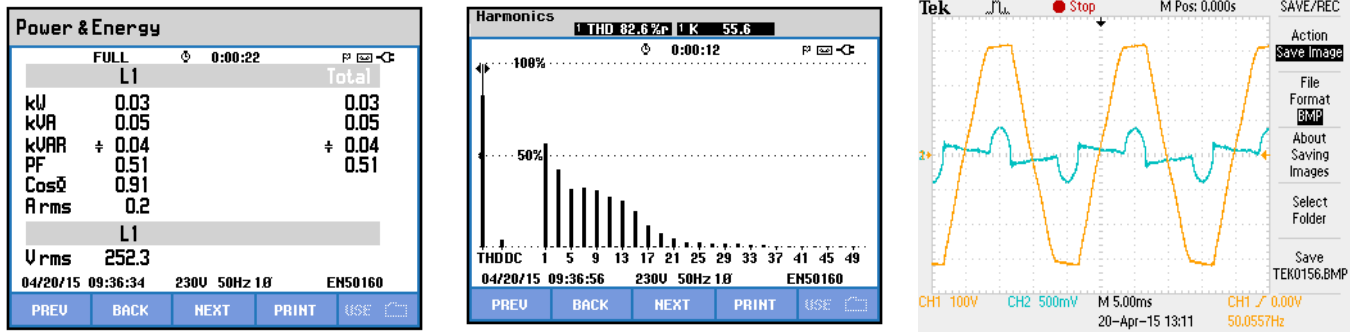 Power & Energy
FULL 0:00:22
L1 Total
kW 0.03 0.03
kVA 0.05 0.05
kVAR 0.04 0.04
PF 0.51 0.51
CosΦ 0.91
A rms 0.2
L1
V rms 252.3
04/20/15 09:36:34 230V 50Hz 1Ø EN50160
PREV BACK NEXT PRINT USE
Harmonics
1 THD 82.6%r 1 K 55.6
0:00:12
100%
50%
THDDC 1 5 9 13 17 21 25 29 33 37 41 45 49
04/20/15 09:36:56 230V 50Hz 1Ø EN50160
PREV BACK NEXT PRINT USE
Tek Stop M Pos: 0.000s SAVE/REC
Action
Save Image
File
Format
BMP
About
Saving
Images
Select
Folder
Save
TEK0156.BMP
2
CH1 100V CH2 500mV M 5.00ms CH1 0.00V
20-Apr-15 13:11 50.0557Hz